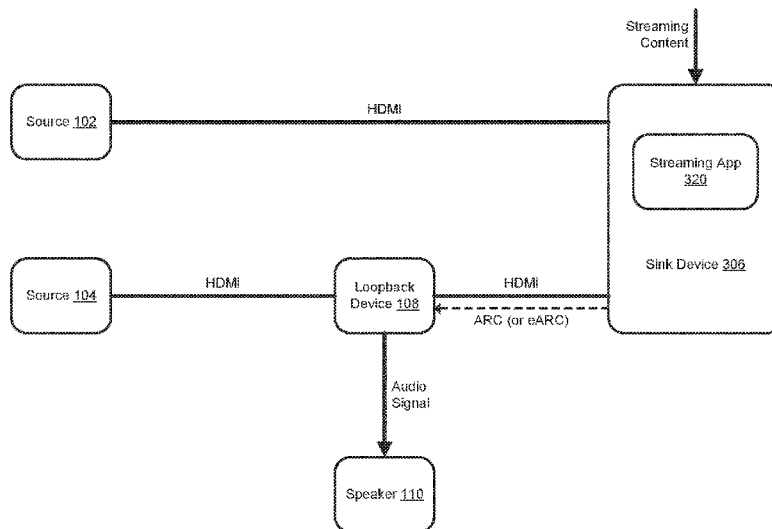 Streaming
Content
HDMI
Source 102
Streaming App
320
Sink Device 306
HDMI
HDMI
Source 104
Loopback
Device 108
ARC (or eARC)
Audio
Signal
Speaker 110